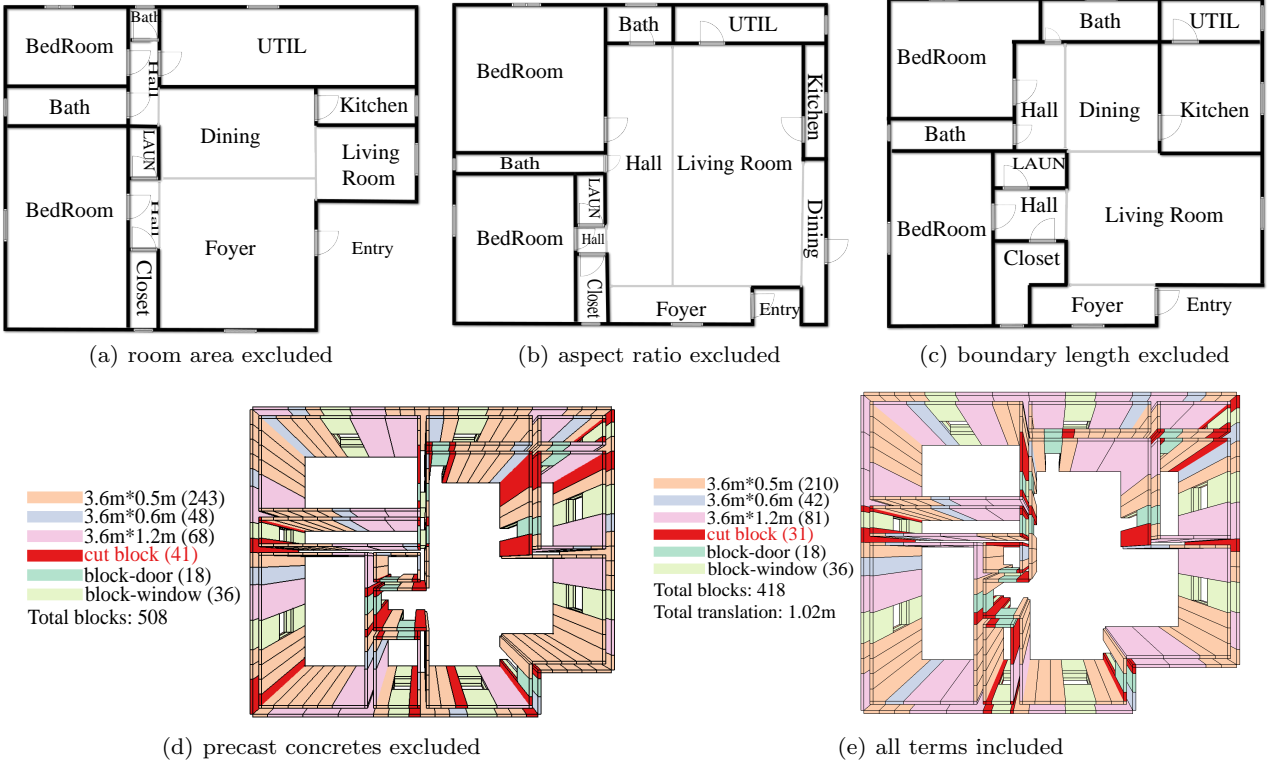 Bath
BedRoom
UTIL
Hall
Bath
Kitchen
Dining
LAUN
Living
Room
BedRoom
Hall
Foyer
Entry
Closet
(a) room area excluded
Bath
UTIL
BedRoom
Kitchen
Bath
Hall
Living Room
LAUN
Dining
BedRoom
Hall
Closet
Foyer
Entry
(b) aspect ratio excluded
Bath
UTIL
BedRoom
Hall
Dining
Kitchen
Bath
LAUN
Hall
Living Room
BedRoom
Closet
Foyer
Entry
(c) boundary length excluded
3.6m*0.5m (243)
3.6m*0.6m (48)
3.6m*1.2m (68)
cut block (41)
block-door (18)
block-window (36)
Total blocks: 508
(d) precast concretes excluded
3.6m*0.5m (210)
3.6m*0.6m (42)
3.6m*1.2m (81)
cut block (31)
block-door (18)
block-window (36)
Total blocks: 418
Total translation: 1.02m
(e) all terms included